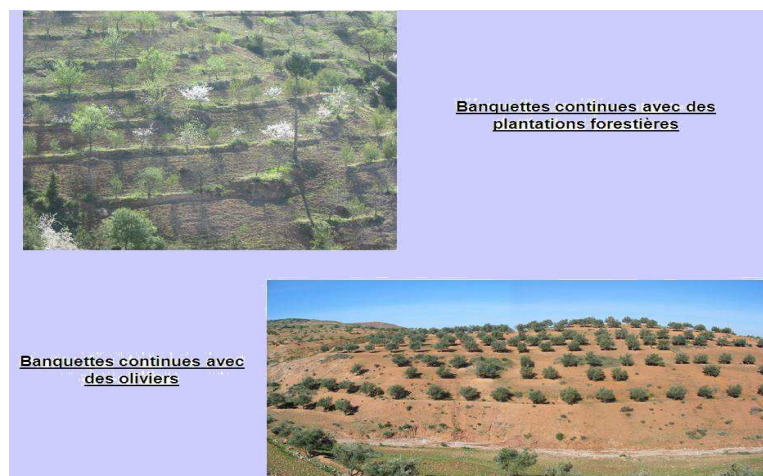 Banquettes continues avec des
plantations forestières
Banquettes continues avec
des oliviers